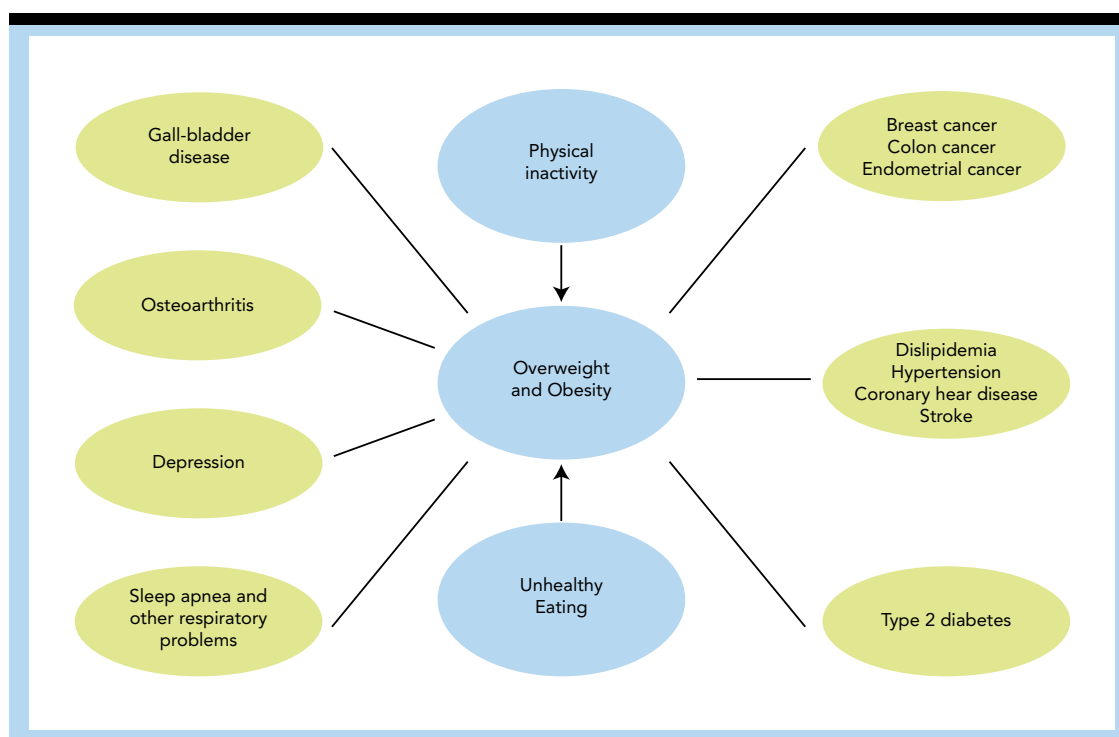 Gall-bladder
disease
Physical
inactivity
Breast cancer
Colon cancer
Endometrial cancer
Osteoarthritis
Overweight
and Obesity
Dislipidemia
Hypertension
Coronary hear disease
Stroke
Depression
Sleep apnea and
other respiratory
problems
Unhealthy
Eating
Type 2 diabetes